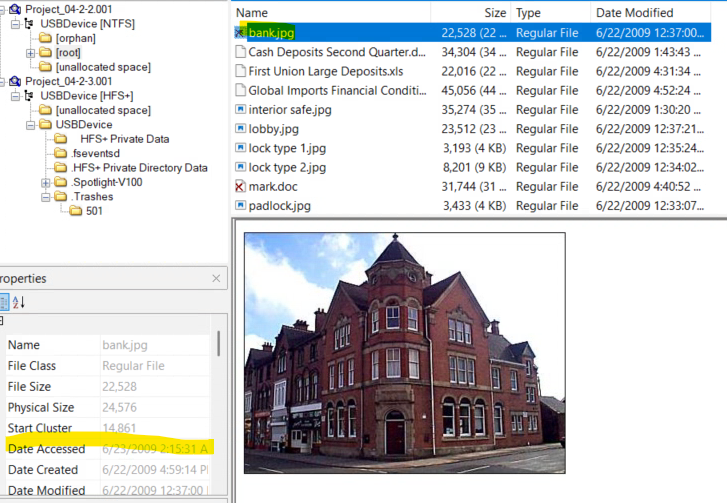 Project_04-2-2.001
USBDevice [NTFS]
[orphan]
[root]
[unallocated space]
Project_04-2-3.001
USBDevice [HFS+]
[unallocated space]
USBDevice
HFS+ Private Data
.fseventsd
.HFS+ Private Directory Data
.Spotlight-V100
.Trashes
501
Name Size Type Date Modified
bank.jpg 22,528 (22 ... Regular File 6/22/2009 12:37:00...
Cash Deposits Second Quarter.d... 34,304 (34 ... Regular File 6/22/2009 1:43:43 ...
First Union Large Deposits.xls 22,016 (22 ... Regular File 6/22/2009 4:31:34 ...
Global Imports Financial Conditi... 45,056 (44 ... Regular File 6/22/2009 4:52:24 ...
interior safe.jpg 35,274 (35 ... Regular File 6/22/2009 1:30:20 ...
lobby.jpg 23,512 (23 ... Regular File 6/22/2009 12:37:21...
lock type 1.jpg 3,193 (4 KB) Regular File 6/22/2009 12:35:24...
lock type 2.jpg 8,201 (9 KB) Regular File 6/22/2009 12:34:02...
mark.doc 31,744 (31 ... Regular File 6/22/2009 4:40:52 ...
padlock.jpg 3,433 (4 KB) Regular File 6/22/2009 12:33:07...
roperties
Name bank.jpg
File Class Regular File
File Size 22,528
Physical Size 24,576
Start Cluster 14,861
Date Accessed 6/23/2009 2:15:31 A
Date Created 6/22/2009 4:59:14 P
Date Modified 6/22/2009 12:37:00